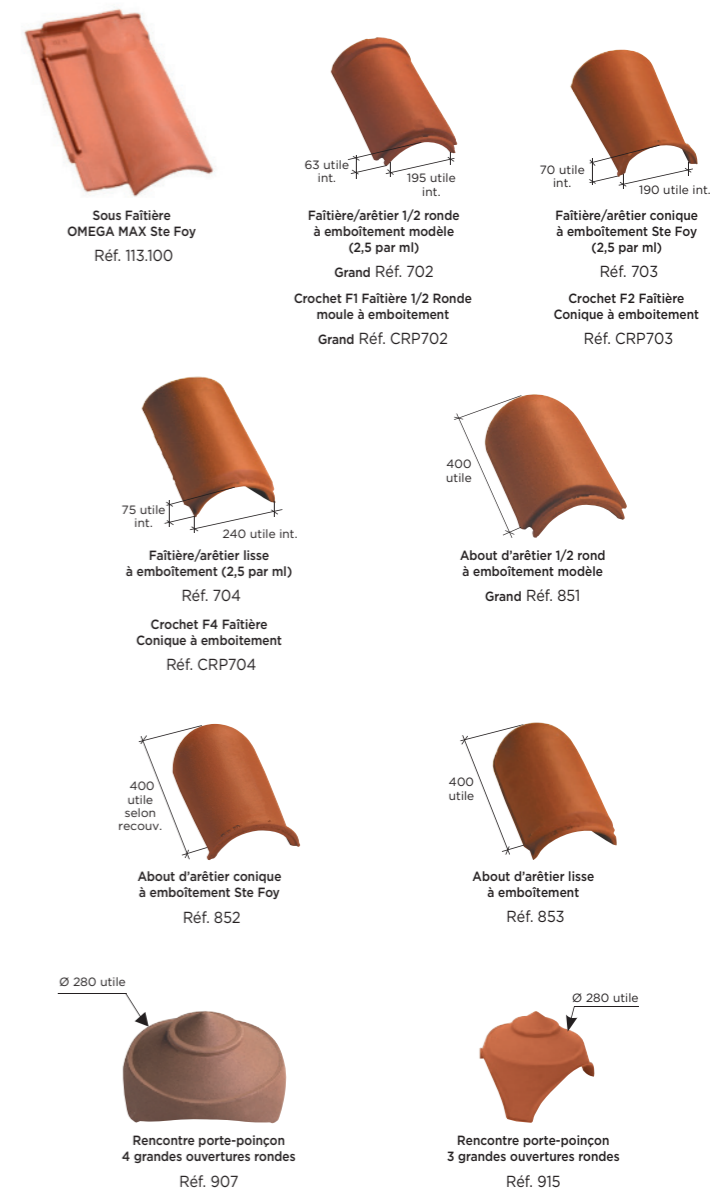 Sous Faîtière
OMEGA MAX Ste Foy
Réf. 113.100
63 utile
int.
195 utile
int.
Faîtière/arêtier 1/2 ronde
à emboîtement modèle
(2,5 par ml)
Grand Réf. 702
Crochet F1 Faîtière 1/2 Ronde
moule à emboitement
Grand Réf. CRP702
70 utile
int.
190 utile int.
Faîtière/arêtier conique
à emboîtement Ste Foy
(2,5 par ml)
Réf. 703
Crochet F2 Faîtière
Conique à emboitement
Réf. CRP703
75 utile
int.
240 utile int.
Faîtière/arêtier lisse
à emboîtement (2,5 par ml)
Réf. 704
Crochet F4 Faîtière
Conique à emboitement
Réf. CRP704
400
utile
About d'arêtier 1/2 rond
à emboîtement modèle
Grand Réf. 851
400
utile
selon
recouv.
About d'arêtier conique
à emboîtement Ste Foy
Réf. 852
400
utile
About d'arêtier lisse
à emboîtement
Réf. 853
Ø 280 utile
Rencontre porte-poinçon
4 grandes ouvertures rondes
Réf. 907
Ø 280 utile
Rencontre porte-poinçon
3 grandes ouvertures rondes
Réf. 915